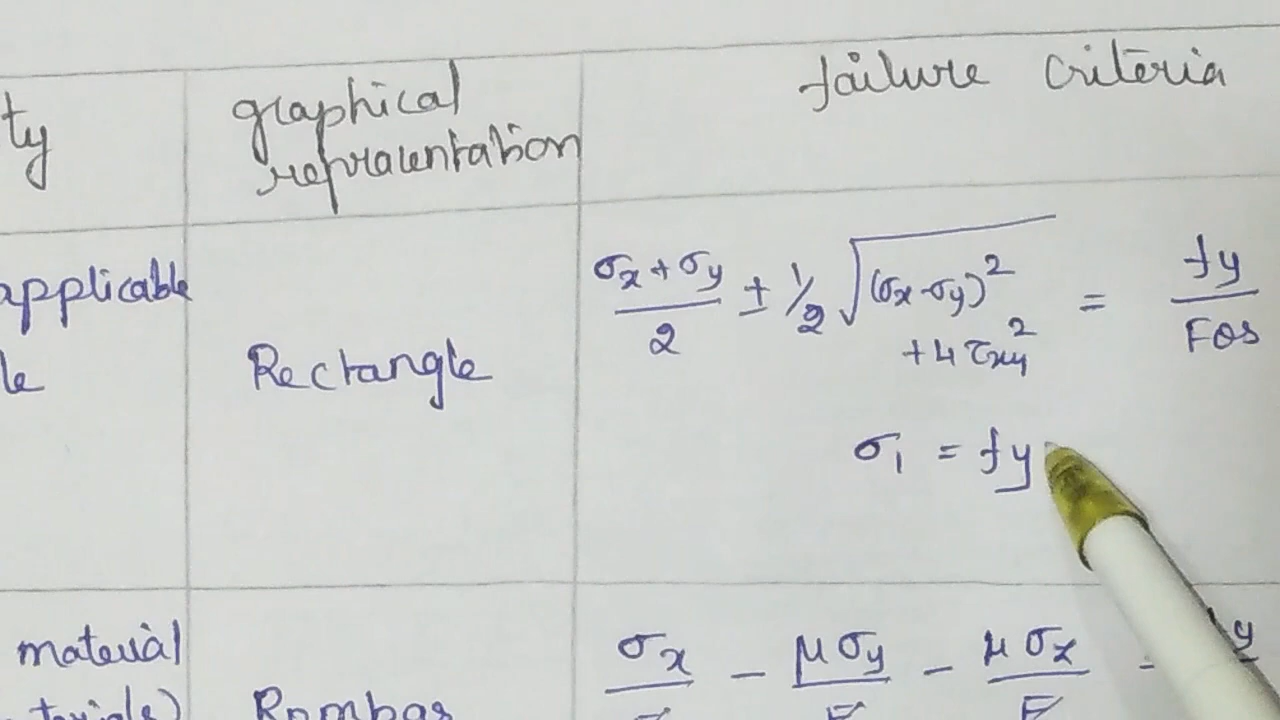 ty graphical failure criteria
representation
applicable σx + σy / 2 ± 1/2 √(σx - σy)² + 4τxy² = fy / FOS
le Rectangle
σ1 = fy
material σx - μσy - μσz - y
Rombas